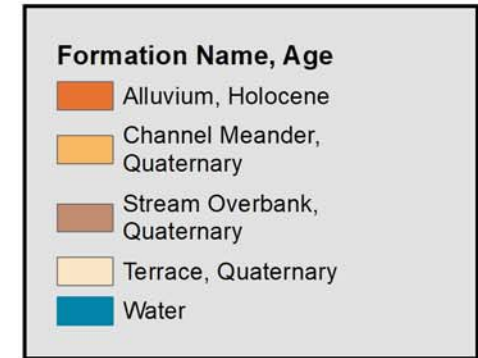 Formation Name, Age
Alluvium, Holocene
Channel Meander,
Quaternary
Stream Overbank,
Quaternary
Terrace, Quaternary
Water